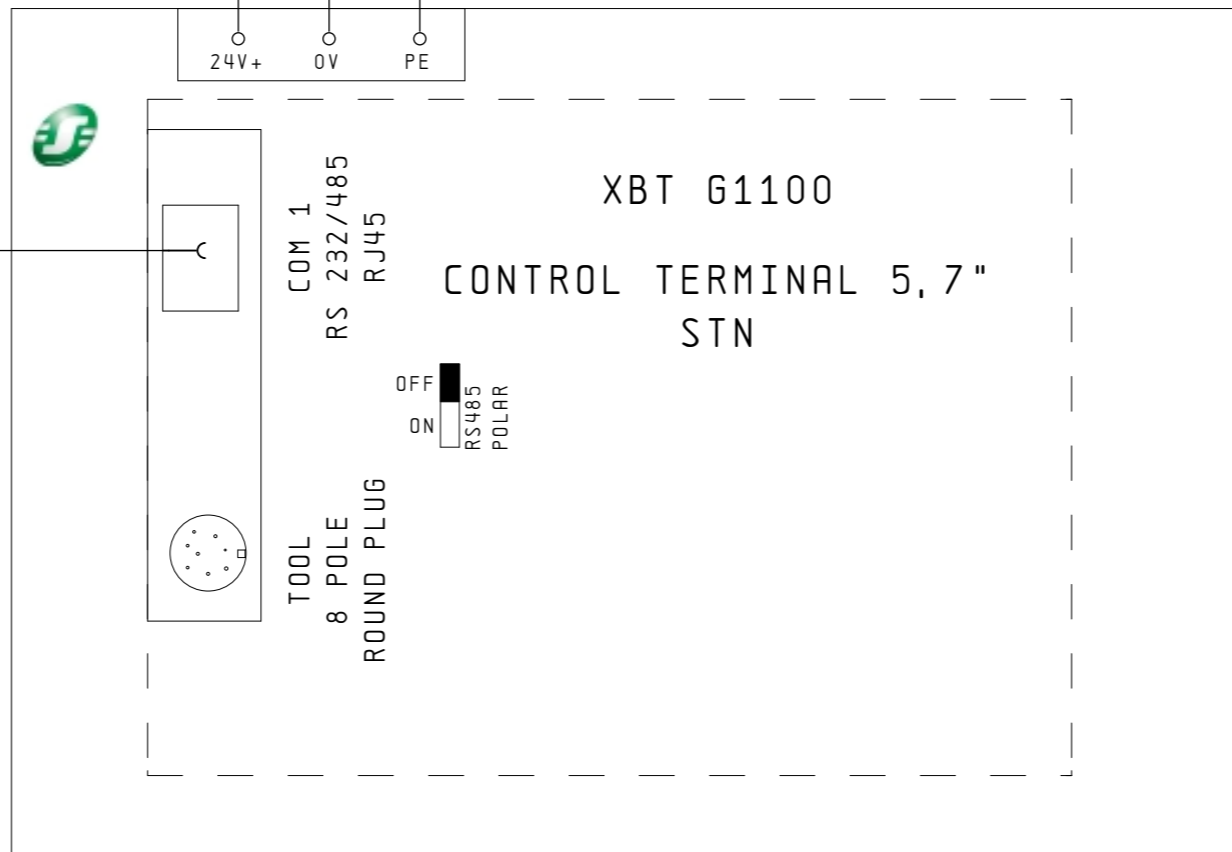 24V+
0V
PE
XBT G1100
CONTROL TERMINAL 5,7"
STN
COM 1
RS 232/485
RJ45
OFF
ON
RS485
POLAR
TOOL
8 POLE
ROUND PLUG